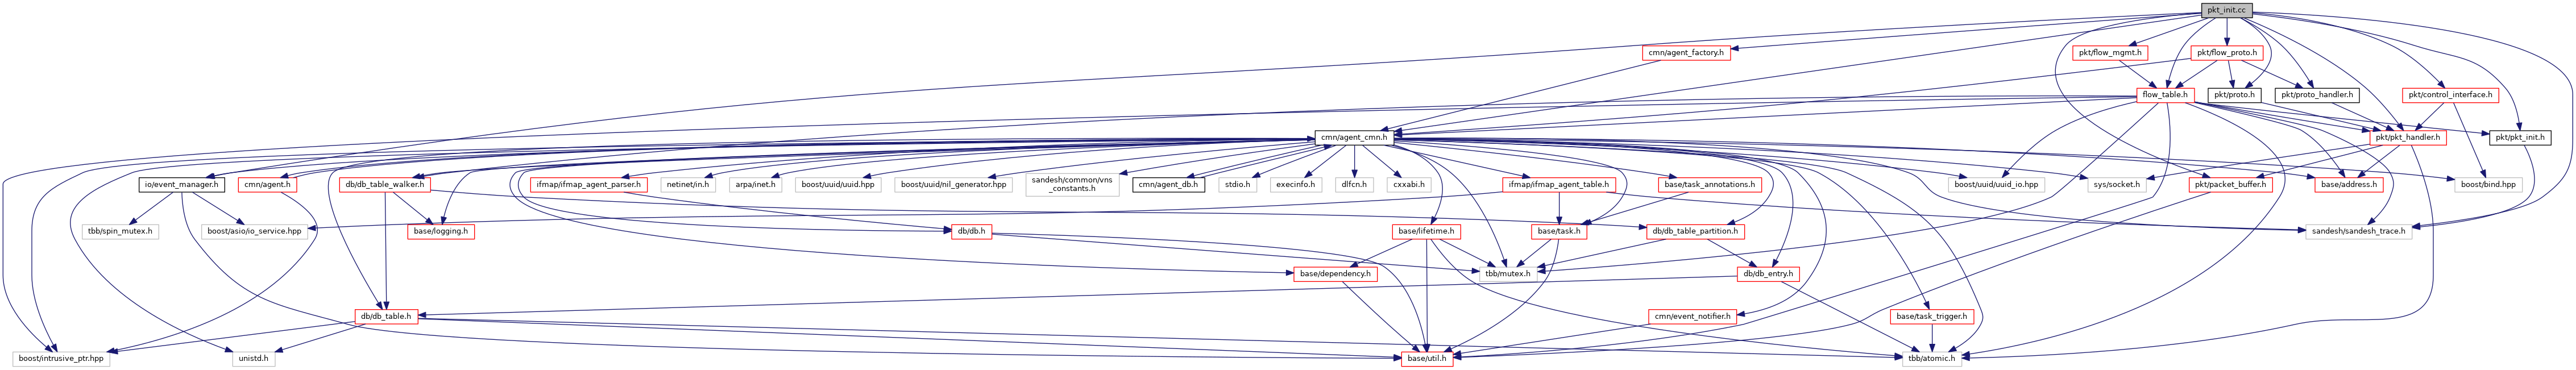 pkt_init.cc
cmn/agent_factory.h
pkt/flow_mgmt.h
pkt/flow_proto.h
flow_table.h
pkt/proto.h
pkt/proto_handler.h
pkt/control_interface.h
cmn/agent_cmn.h
pkt/pkt_handler.h
pkt/pkt_init.h
io/event_manager.h
cmn/agent.h
db/db_table_walker.h
ifmap/ifmap_agent_parser.h
netinet/in.h
arpa/inet.h
boost/uuid/uuid.hpp
boost/uuid/nil_generator.hpp
sandesh/common/vns
_constants.h
cmn/agent_db.h
stdio.h
execinfo.h
dlfcn.h
cxxabi.h
ifmap/ifmap_agent_table.h
base/task_annotations.h
boost/uuid/uuid_io.hpp
sys/socket.h
pkt/packet_buffer.h
base/address.h
boost/bind.hpp
tbb/spin_mutex.h
boost/asio/io_service.hpp
base/logging.h
db/db.h
base/lifetime.h
base/task.h
db/db_table_partition.h
sandesh/sandesh_trace.h
base/dependency.h
tbb/mutex.h
db/db_entry.h
db/db_table.h
cmn/event_notifier.h
base/task_trigger.h
boost/intrusive_ptr.hpp
unistd.h
base/util.h
tbb/atomic.h